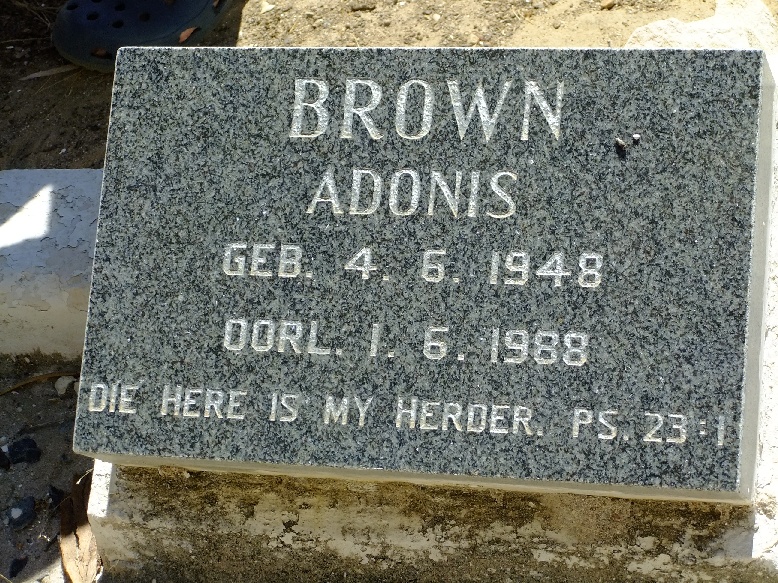 BROWN
ADONIS
GEB. 4. 6. 1948
OORL. 1. 6. 1988
DIE HERE IS MY HERDER. PS. 23:1